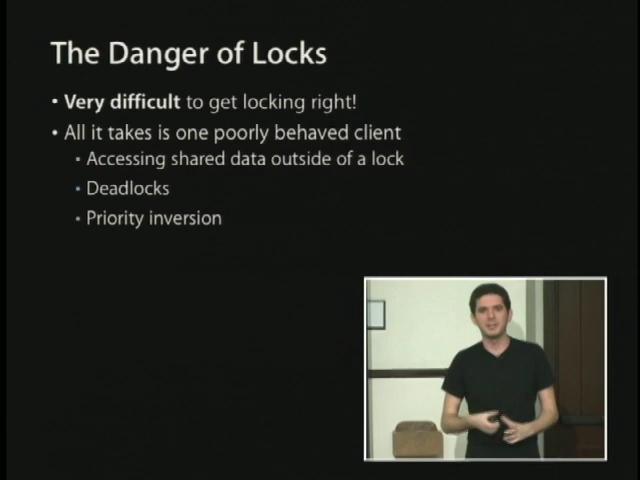 The Danger of Locks
• Very difficult to get locking right!
• All it takes is one poorly behaved client
▪ Accessing shared data outside of a lock
▪ Deadlocks
▪ Priority inversion